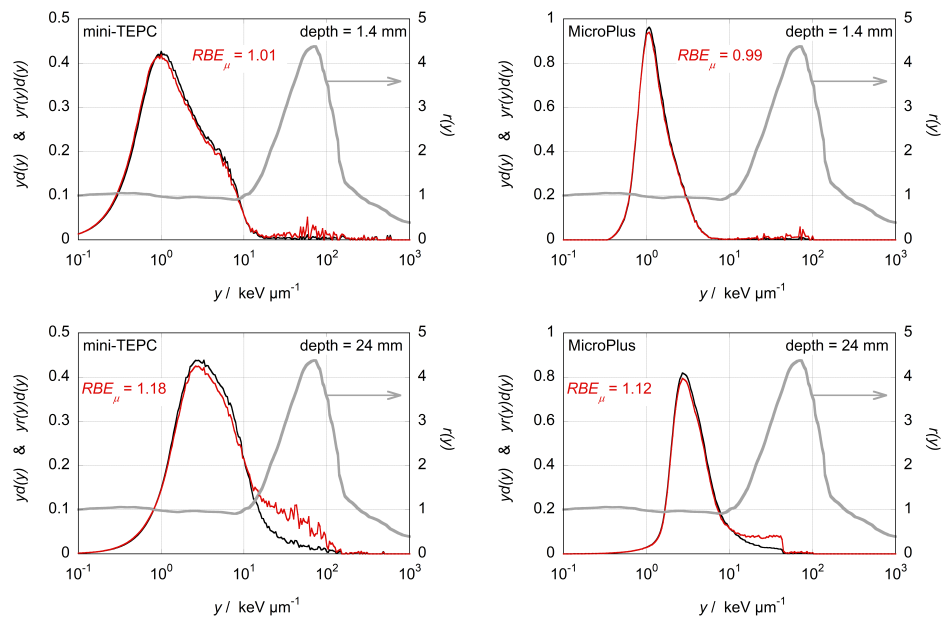 mini-TEPC depth = 1.4 mm
RBEμ = 1.01
yd(y) & yr(y)d(y)
0.5
0.4
0.3
0.2
0.1
0
5
4
3
2
1
0
r(y)
10⁻¹ 10⁰ 10¹ 10² 10³
y / keV μm⁻¹
MicroPlus depth = 1.4 mm
RBEμ = 0.99
yd(y) & yr(y)d(y)
1
0.8
0.6
0.4
0.2
0
5
4
3
2
1
0
r(y)
10⁻¹ 10⁰ 10¹ 10² 10³
y / keV μm⁻¹
mini-TEPC depth = 24 mm
RBEμ = 1.18
yd(y) & yr(y)d(y)
0.5
0.4
0.3
0.2
0.1
0
5
4
3
2
1
0
r(y)
10⁻¹ 10⁰ 10¹ 10² 10³
y / keV μm⁻¹
MicroPlus depth = 24 mm
RBEμ = 1.12
yd(y) & yr(y)d(y)
1
0.8
0.6
0.4
0.2
0
5
4
3
2
1
0
r(y)
10⁻¹ 10⁰ 10¹ 10² 10³
y / keV μm⁻¹